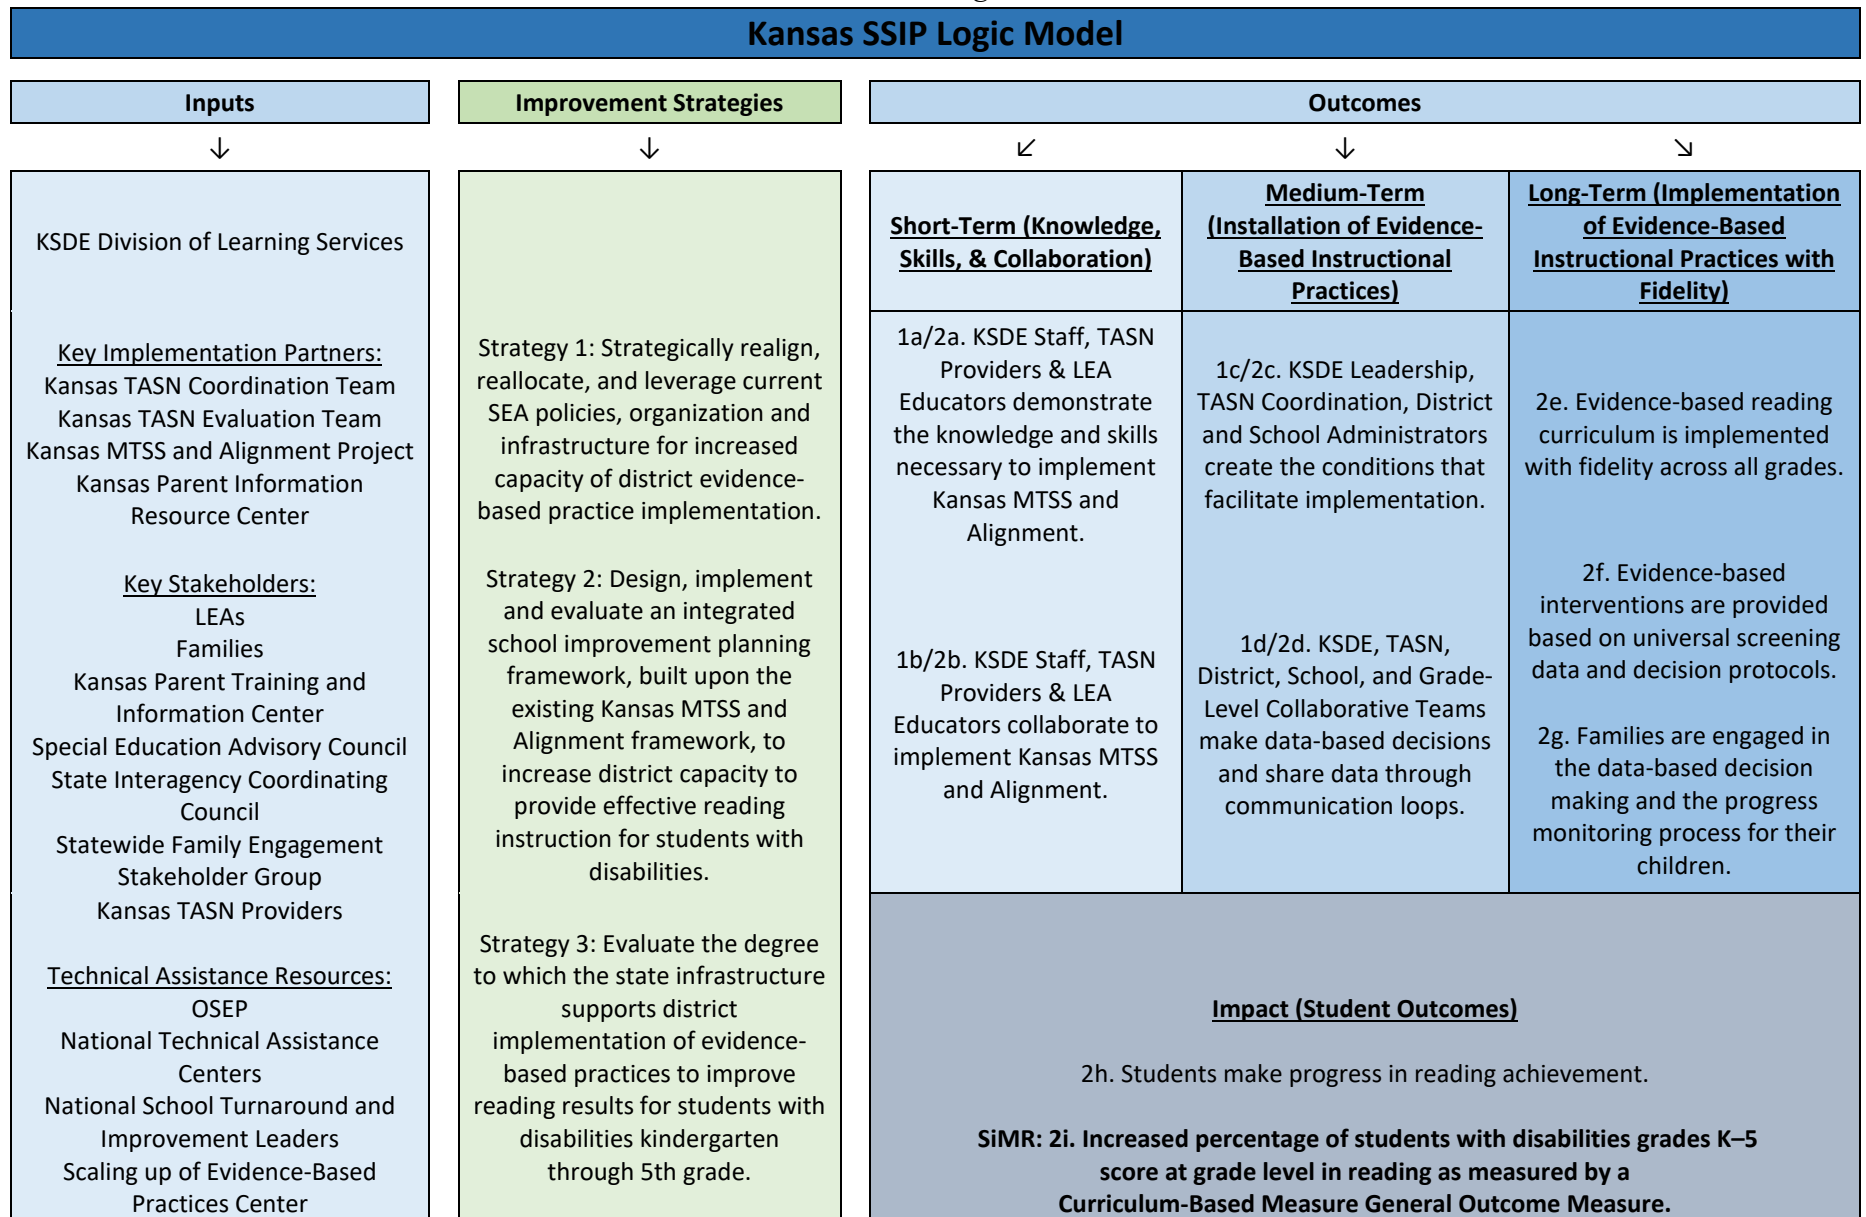 Kansas SSIP Logic Model
Inputs
↓
KSDE Division of Learning Services
Key Implementation Partners:
Kansas TASN Coordination Team
Kansas TASN Evaluation Team
Kansas MTSS and Alignment Project
Kansas Parent Information
Resource Center
Key Stakeholders:
LEAs
Families
Kansas Parent Training and
Information Center
Special Education Advisory Council
State Interagency Coordinating
Council
Statewide Family Engagement
Stakeholder Group
Kansas TASN Providers
Technical Assistance Resources:
OSEP
National Technical Assistance
Centers
National School Turnaround and
Improvement Leaders
Scaling up of Evidence-Based
Practices Center
Improvement Strategies
↓
Strategy 1: Strategically realign,
reallocate, and leverage current
SEA policies, organization and
infrastructure for increased
capacity of district evidence-
based practice implementation.
Strategy 2: Design, implement
and evaluate an integrated
school improvement planning
framework, built upon the
existing Kansas MTSS and
Alignment framework, to
increase district capacity to
provide effective reading
instruction for students with
disabilities.
Strategy 3: Evaluate the degree
to which the state infrastructure
supports district
implementation of evidence-
based practices to improve
reading results for students with
disabilities kindergarten
through 5th grade.
Outcomes
↙ ↓ ↘
Short-Term (Knowledge,
Skills, & Collaboration)
1a/2a. KSDE Staff, TASN
Providers & LEA
Educators demonstrate
the knowledge and skills
necessary to implement
Kansas MTSS and
Alignment.
1b/2b. KSDE Staff, TASN
Providers & LEA
Educators collaborate to
implement Kansas MTSS
and Alignment.
Medium-Term
(Installation of Evidence-
Based Instructional
Practices)
1c/2c. KSDE Leadership,
TASN Coordination, District
and School Administrators
create the conditions that
facilitate implementation.
1d/2d. KSDE, TASN,
District, School, and Grade-
Level Collaborative Teams
make data-based decisions
and share data through
communication loops.
Long-Term (Implementation
of Evidence-Based
Instructional Practices with
Fidelity)
2e. Evidence-based reading
curriculum is implemented
with fidelity across all grades.
2f. Evidence-based
interventions are provided
based on universal screening
data and decision protocols.
2g. Families are engaged in
the data-based decision
making and the progress
monitoring process for their
children.
Impact (Student Outcomes)
2h. Students make progress in reading achievement.
SiMR: 2i. Increased percentage of students with disabilities grades K–5
score at grade level in reading as measured by a
Curriculum-Based Measure General Outcome Measure.